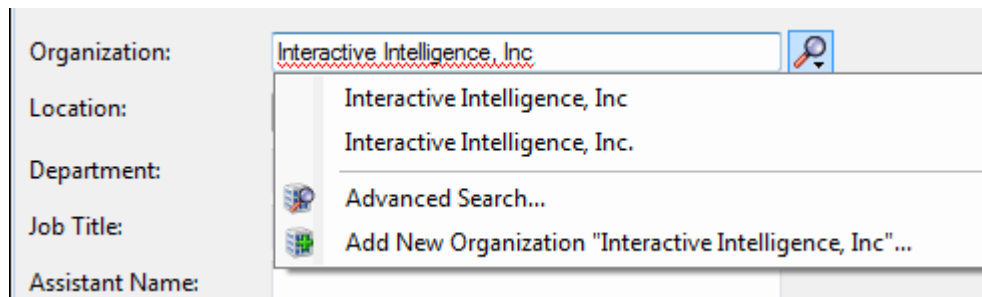 Organization: Interactive Intelligence, Inc
Location: Interactive Intelligence, Inc
Interactive Intelligence, Inc.
Department:
Advanced Search...
Job Title:
Add New Organization "Interactive Intelligence, Inc"...
Assistant Name: